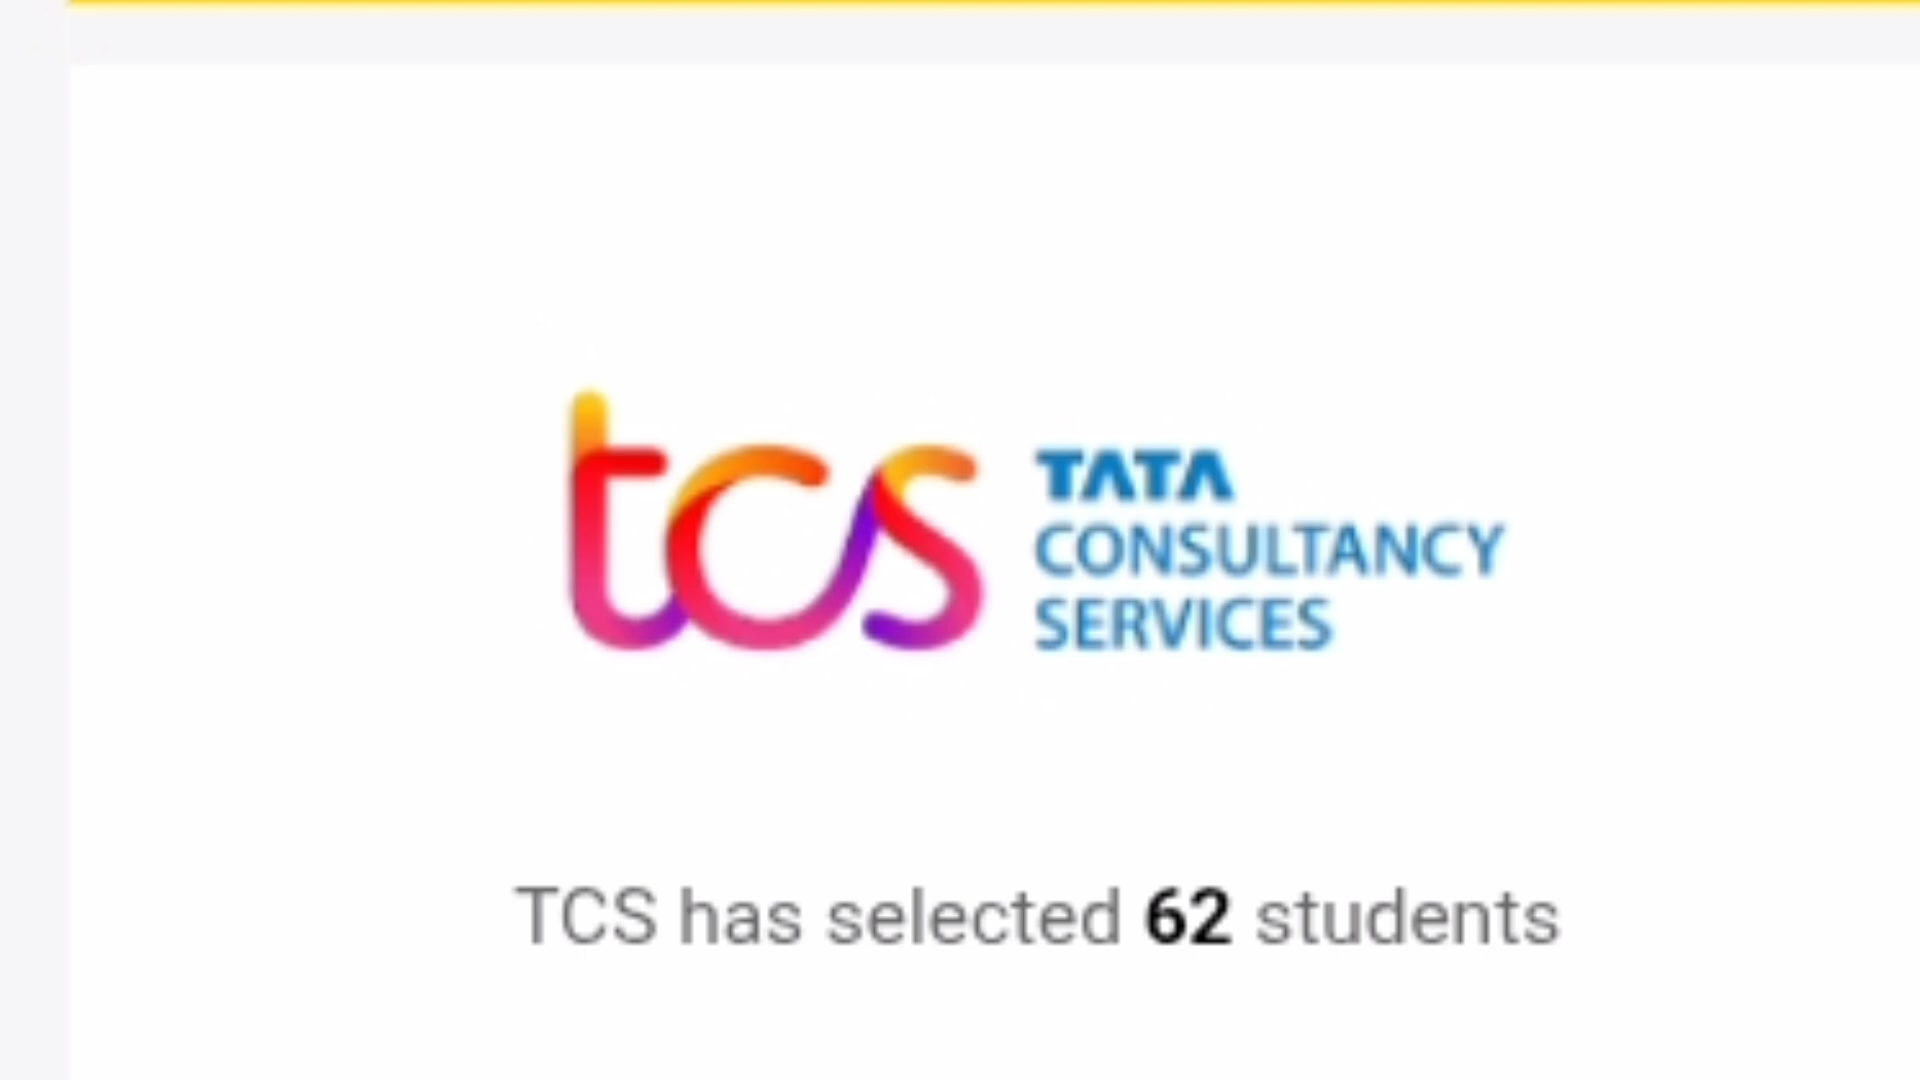 tcs
TATA
CONSULTANCY
SERVICES
TCS has selected 62 students